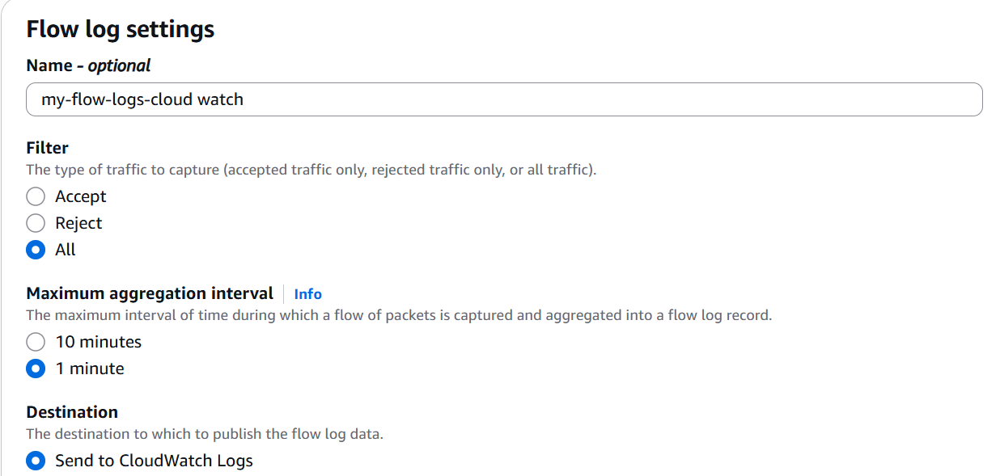 Flow log settings
Name - optional
my-flow-logs-cloud watch
Filter
The type of traffic to capture (accepted traffic only, rejected traffic only, or all traffic).
Accept
Reject
All
Maximum aggregation interval Info
The maximum interval of time during which a flow of packets is captured and aggregated into a flow log record.
10 minutes
1 minute
Destination
The destination to which to publish the flow log data.
Send to CloudWatch Logs